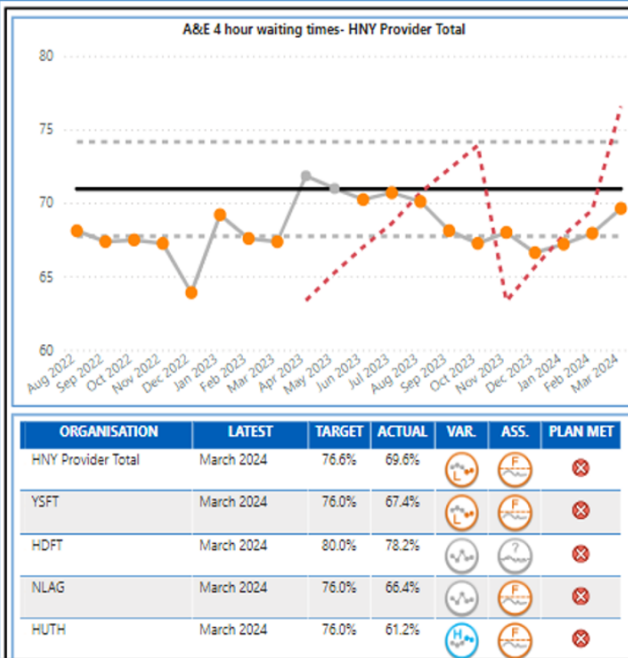 A&E 4 hour waiting times- HNY Provider Total
80
75
70
65
60
Aug 2022
Sep 2022
Oct 2022
Nov 2022
Dec 2022
Jan 2023
Feb 2023
Mar 2023
Apr 2023
May 2023
Jun 2023
Jul 2023
Aug 2023
Sep 2023
Oct 2023
Nov 2023
Dec 2023
Jan 2024
Feb 2024
Mar 2024
ORGANISATION LATEST TARGET ACTUAL VAR. ASS. PLAN MET
HNY Provider Total March 2024 76.6% 69.6% L F
YSFT March 2024 76.0% 67.4% L F
HDFT March 2024 80.0% 78.2% ?
NLAG March 2024 76.0% 66.4% F
HUTH March 2024 76.0% 61.2% H F